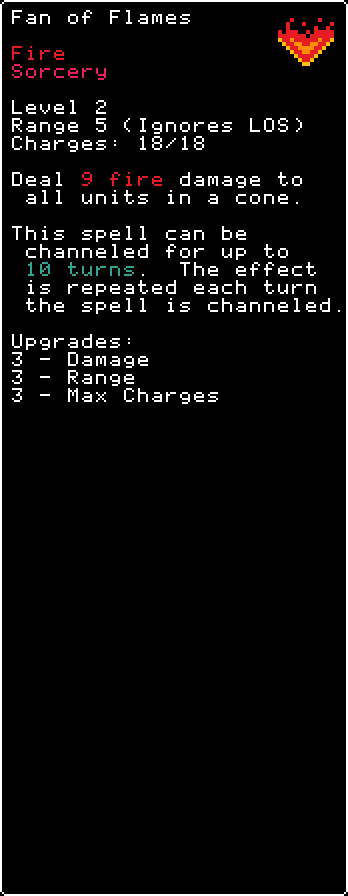 Fan of Flames
Fire
Sorcery
Level 2
Range 5 (Ignores LOS)
Charges: 18/18
Deal 9 fire damage to
all units in a cone.
This spell can be
channeled for up to
10 turns.  The effect
is repeated each turn
the spell is channeled.
Upgrades:
3 - Damage
3 - Range
3 - Max Charges